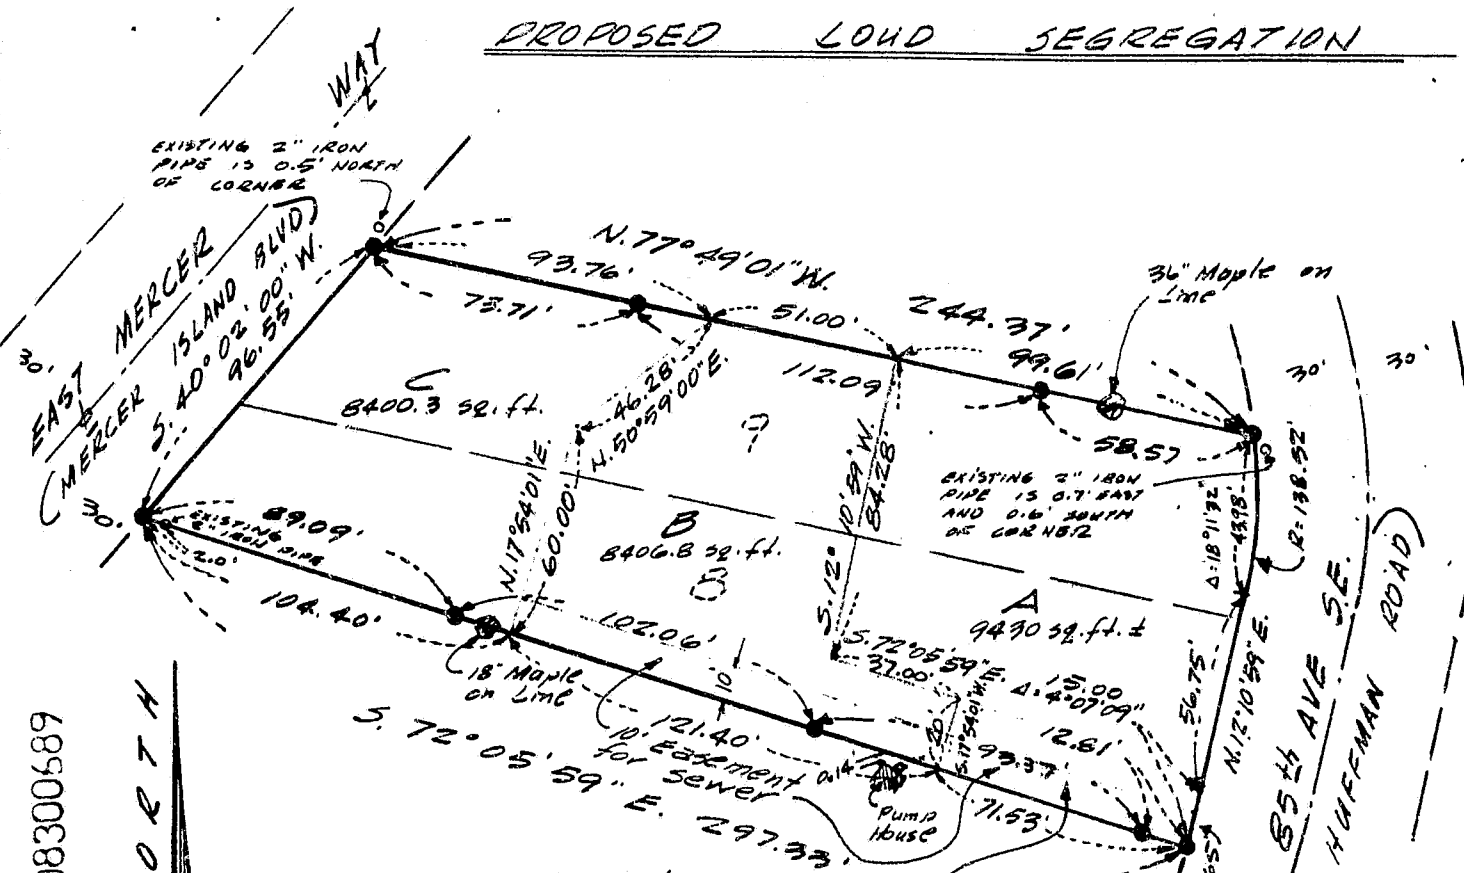 PROPOSED LOUD SEGREGATION
WAY
EXISTING 2" IRON
PIPE IS 0.5' NORTH
OF CORNER
EAST MERCER
(MERCER ISLAND BLVD)
S. 40° 02' 00" W.
96.55'
30'
30'
N. 77° 49' 01" W.
244.37'
93.76'
73.71'
51.00'
99.61'
58.57
36" Maple on
Line
30'
30'
C
8400.3 sq.ft.
46.28'
N. 50° 59' 00" E.
112.09
S. 12° 10' 59" W.
84.28
EXISTING 2" IRON
PIPE IS 0.7' EAST
AND 0.6' SOUTH
OF CORNER
Δ=18° 11' 32"
43.98'
R=138.52'
N. 17° 54' 01" E.
60.00'
B
8406.8 sq.ft.
A
9430 sq.ft. ±
89.09'
EXISTING
2" IRON PIPE
2.0'
104.40'
18" Maple
on Line
102.06'
10'
S. 72° 05' 59" E.
37.00'
15.00
Δ=4° 07' 09"
20'
S. 17° 54' 01" W.
12.81'
93.37'
71.53'
56.75'
N. 12° 10' 59" E.
121.40'
10' Easement
for Sewer
0.14'
Pump
House
S. 72° 05' 59" E. 297.33'
85th AVE S.E.
HUFFMAN ROAD)
NORTH
0830068​9